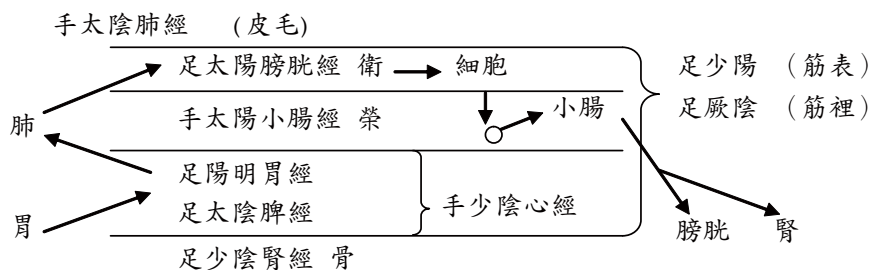 手太陰肺經 (皮毛)
足太陽膀胱經 衛 細胞
足少陽 (筋表)
手太陽小腸經 榮 小腸
足厥陰 (筋裡)
肺
足陽明胃經
足太陰脾經
手少陰心經
胃
膀胱 腎
足少陰腎經 骨